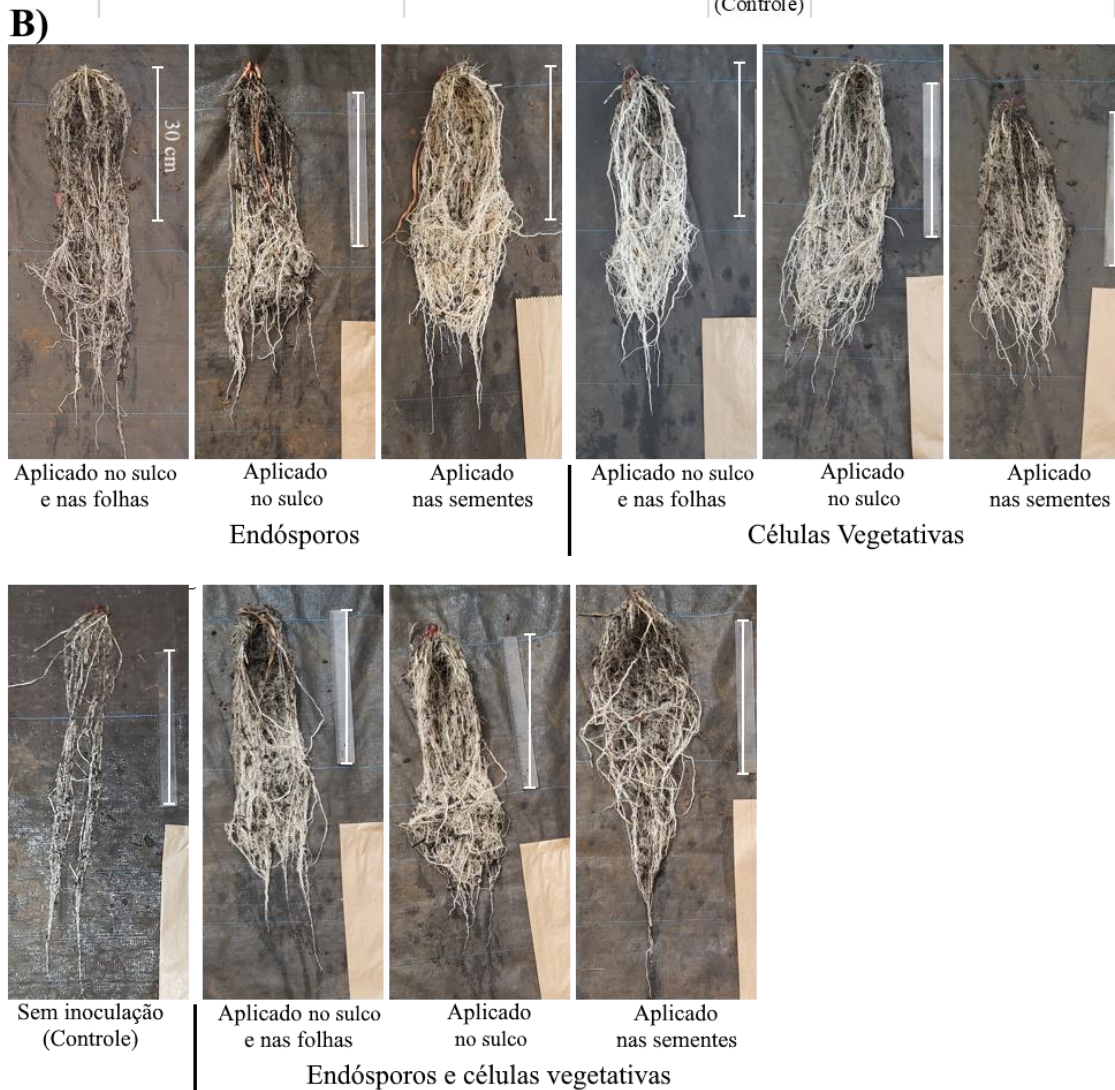 (Controle)
B)
30 cm
Aplicado no sulco
e nas folhas
Aplicado
no sulco
Aplicado
nas sementes
Aplicado no sulco
e nas folhas
Aplicado
no sulco
Aplicado
nas sementes
Endósporos
Células Vegetativas
Sem inoculação
(Controle)
Aplicado no sulco
e nas folhas
Aplicado
no sulco
Aplicado
nas sementes
Endósporos e células vegetativas